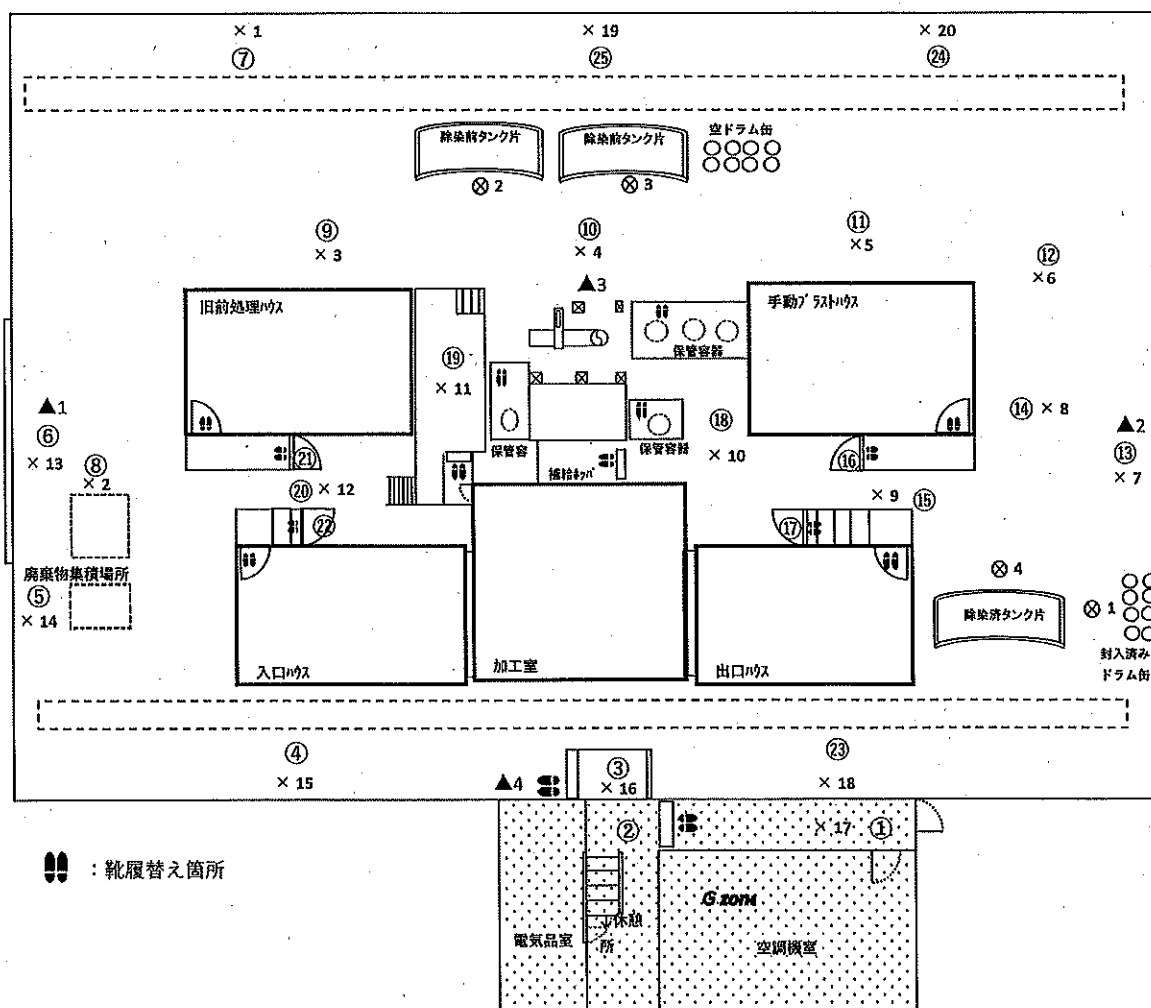 × 1
× 19
× 20
⑦
㉕
㉔
除染前タンク片
除染前タンク片
空ドラム缶
⊗ 2
⊗ 3
⑨
× 3
⑩
× 4
▲3
⑪
×5
⑫
×6
旧前処理ハウス
手動ブラストハウス
保管容器
⑲
× 11
▲1
⑥
× 13
⑧
× 2
⑱
× 10
⑭ × 8
▲2
⑬
× 7
保管容
保管容器
㉑
⑯
⑳ × 12
× 9
⑮
㉒
⑰
廃棄物集積場所
⑤
× 14
⊗ 4
除染済タンク片
⊗ 1
封入済み
ドラム缶
入口ハウス
加工室
出口ハウス
④
× 15
▲4
③
× 16
㉓
× 18
②
× 17
①
：靴履替え箇所
G zone
電気品室
休憩
所
空調機室